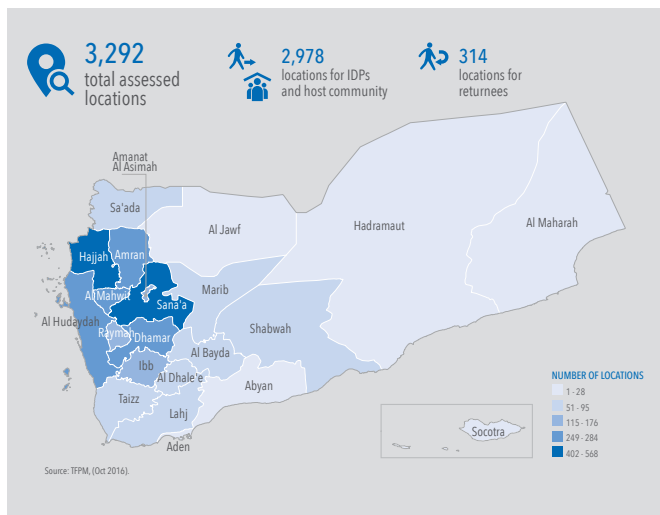 3,292
total assessed
locations
2,978
locations for IDPs
and host community
314
locations for
returnees
Amanat
Al Asimah
Sa'ada
Al Jawf
Hadramaut
Al Maharah
Hajjah
Amran
Al Mahwit
Sana'a
Marib
Al Hudaydah
Raymah
Dhamar
Shabwah
Al Bayda
Ibb
Al Dhale'e
Abyan
Taizz
Lahj
Aden
Socotra
NUMBER OF LOCATIONS
1 - 28
51 - 95
115 - 176
249 - 284
402 - 568
Source: TFPM, (Oct 2016).